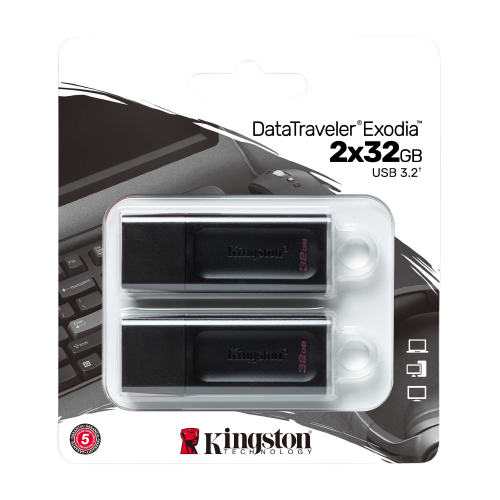 DataTraveler® Exodia™
2x32GB
USB 3.2†
Kingston
32GB
Kingston
32GB
5
Kingston
TECHNOLOGY